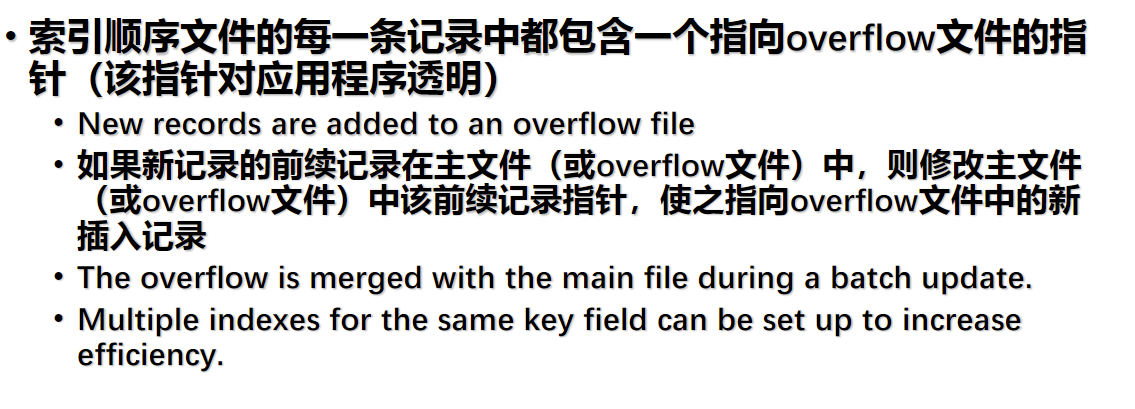 • 索引顺序文件的每一条记录中都包含一个指向overflow文件的指
针（该指针对应用程序透明）
• New records are added to an overflow file
• 如果新记录的前续记录在主文件（或overflow文件）中，则修改主文件
（或overflow文件）中该前续记录指针，使之指向overflow文件中的新
插入记录
• The overflow is merged with the main file during a batch update.
• Multiple indexes for the same key field can be set up to increase
efficiency.